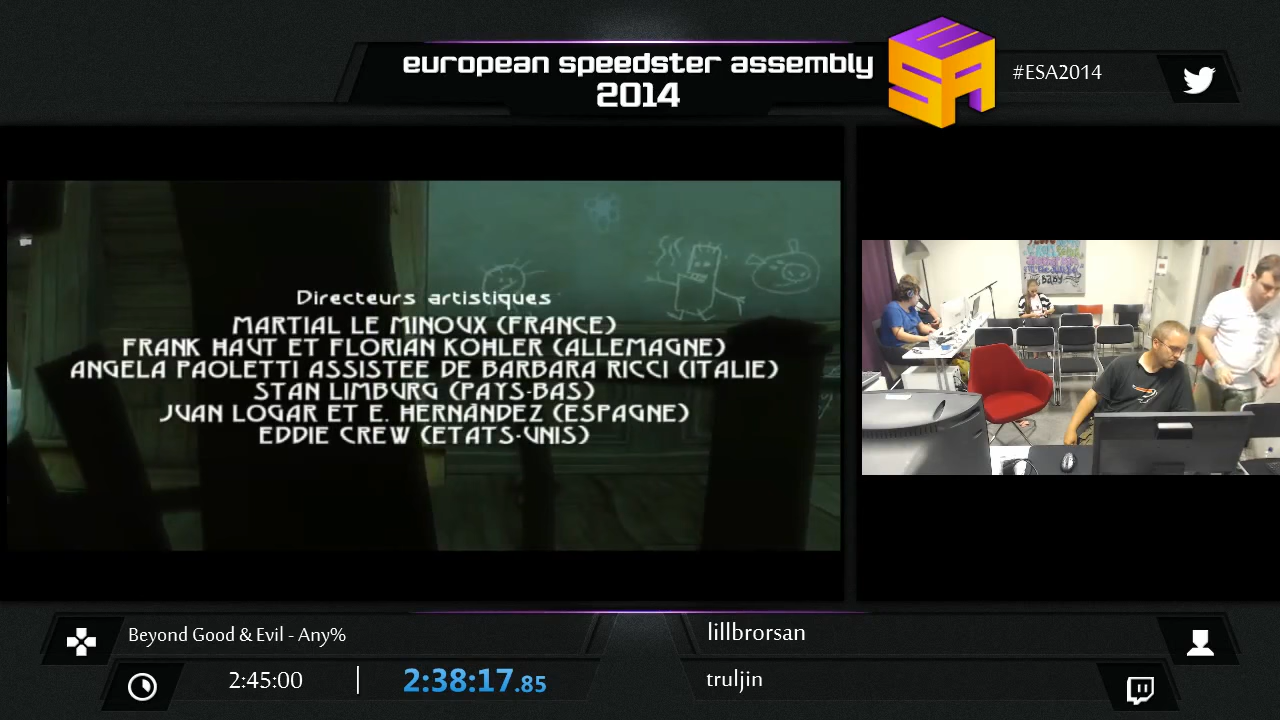 european speedster assembly
2014
#ESA2014
Directeurs artistiques
MARTIAL LE MINOUX (FRANCE)
FRANK HAUT ET FLORIAN KOHLER (ALLEMAGNE)
ANGELA PAOLETTI ASSISTEE DE BARBARA RICCI (ITALIE)
STAN LIMBURG (PAYS-BAS)
JUAN LOGAR ET E. HERNÁNDEZ (ESPAGNE)
EDDIE CREW (ETATS-UNIS)
BABY
Beyond Good & Evil - Any%
lillbrorsan
2:45:00
2:38:17.85
truljin